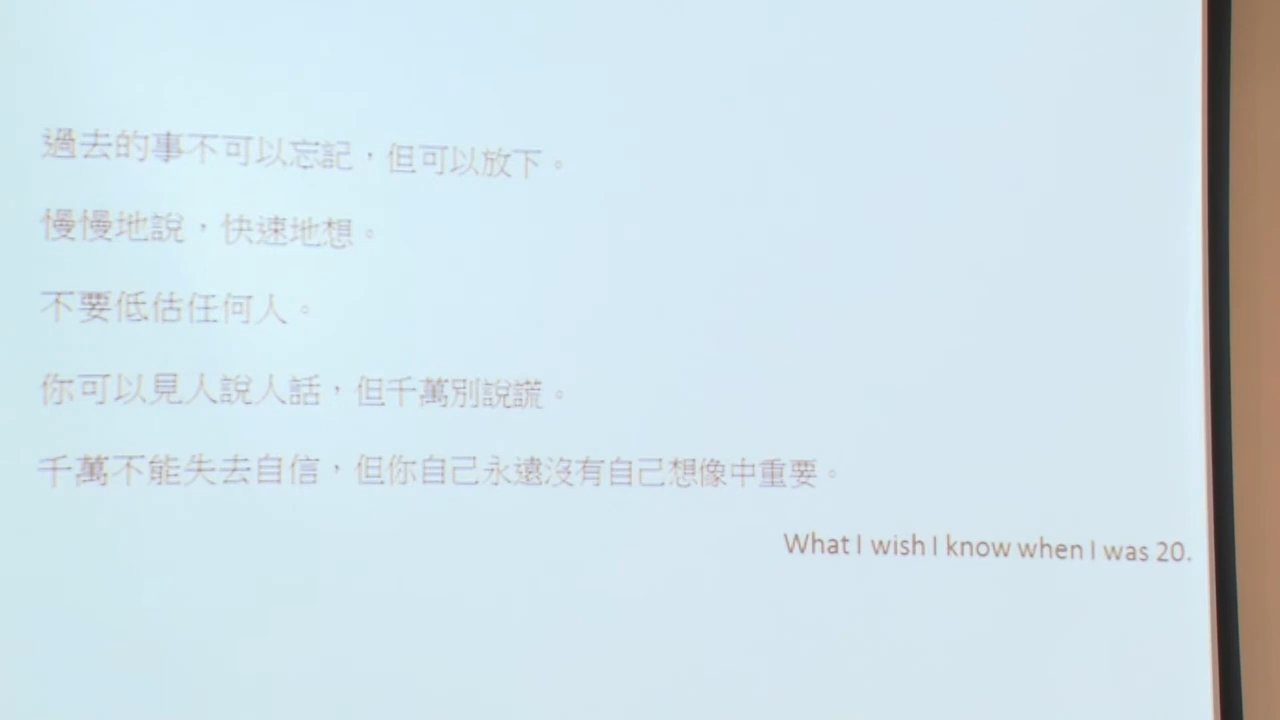 過去的事不可以忘記，但可以放下。
慢慢地說，快速地想。
不要低估任何人。
你可以見人說人話，但千萬別說謊。
千萬不能失去自信，但你自己永遠沒有自己想像中重要。
What I wish I know when I was 20.